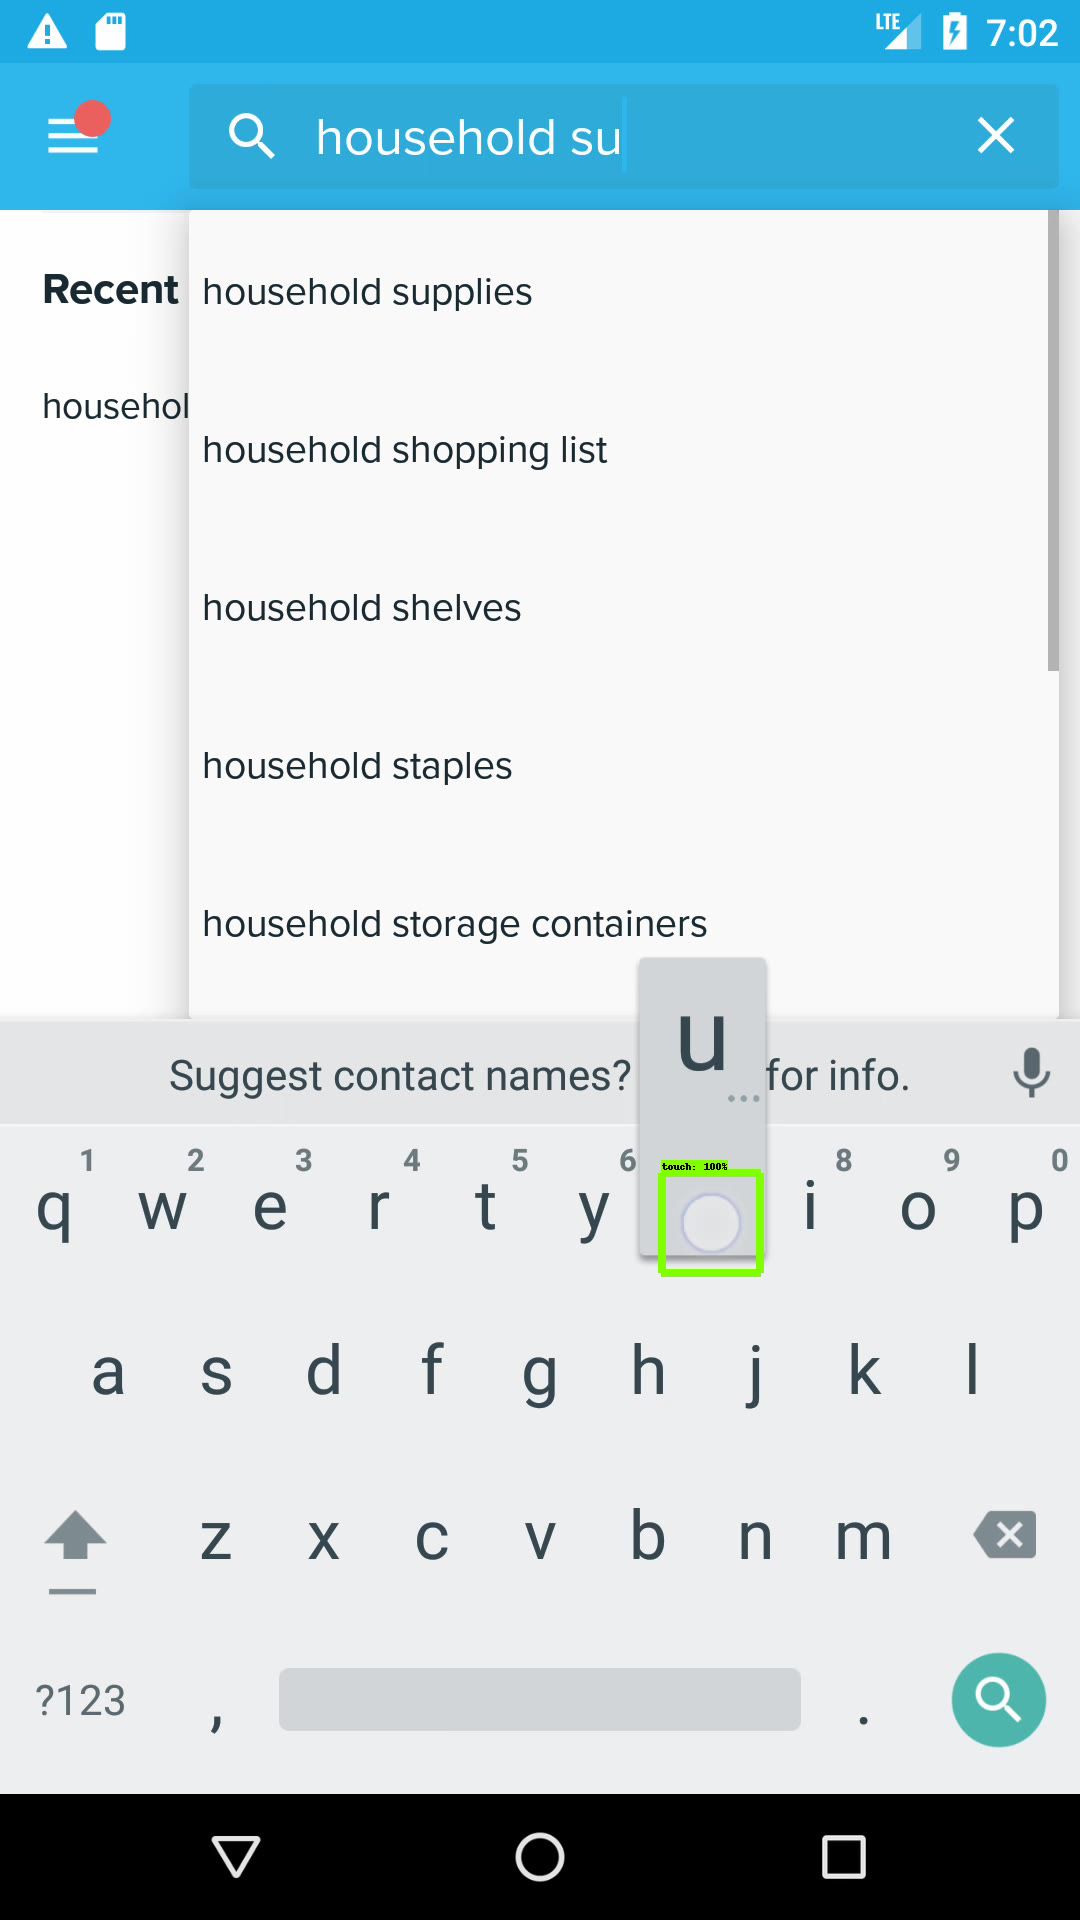 LTE 7:02
household su
Recent
househol
household supplies
household shopping list
household shelves
household staples
household storage containers
u
Suggest contact names? for info.
touch: 100%
1 2 3 4 5 6 8 9 0
q w e r t y i o p
a s d f g h j k l
z x c v b n m
?123 , .